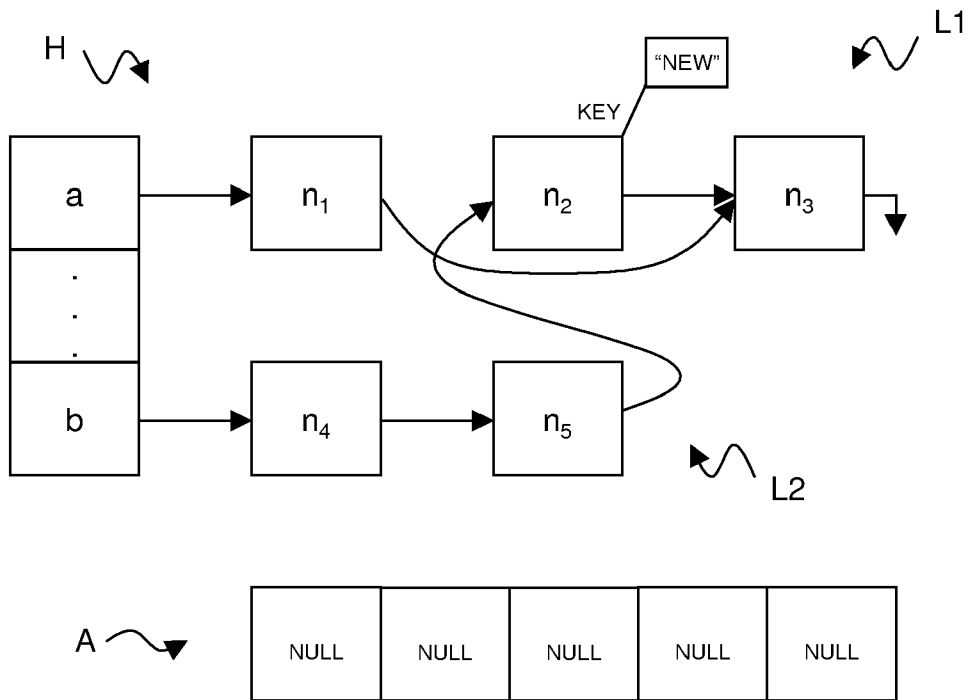 H
L1
“NEW”
KEY
a
n₁
n₂
n₃
.
.
.
b
n₄
n₅
L2
A
NULL NULL NULL NULL NULL